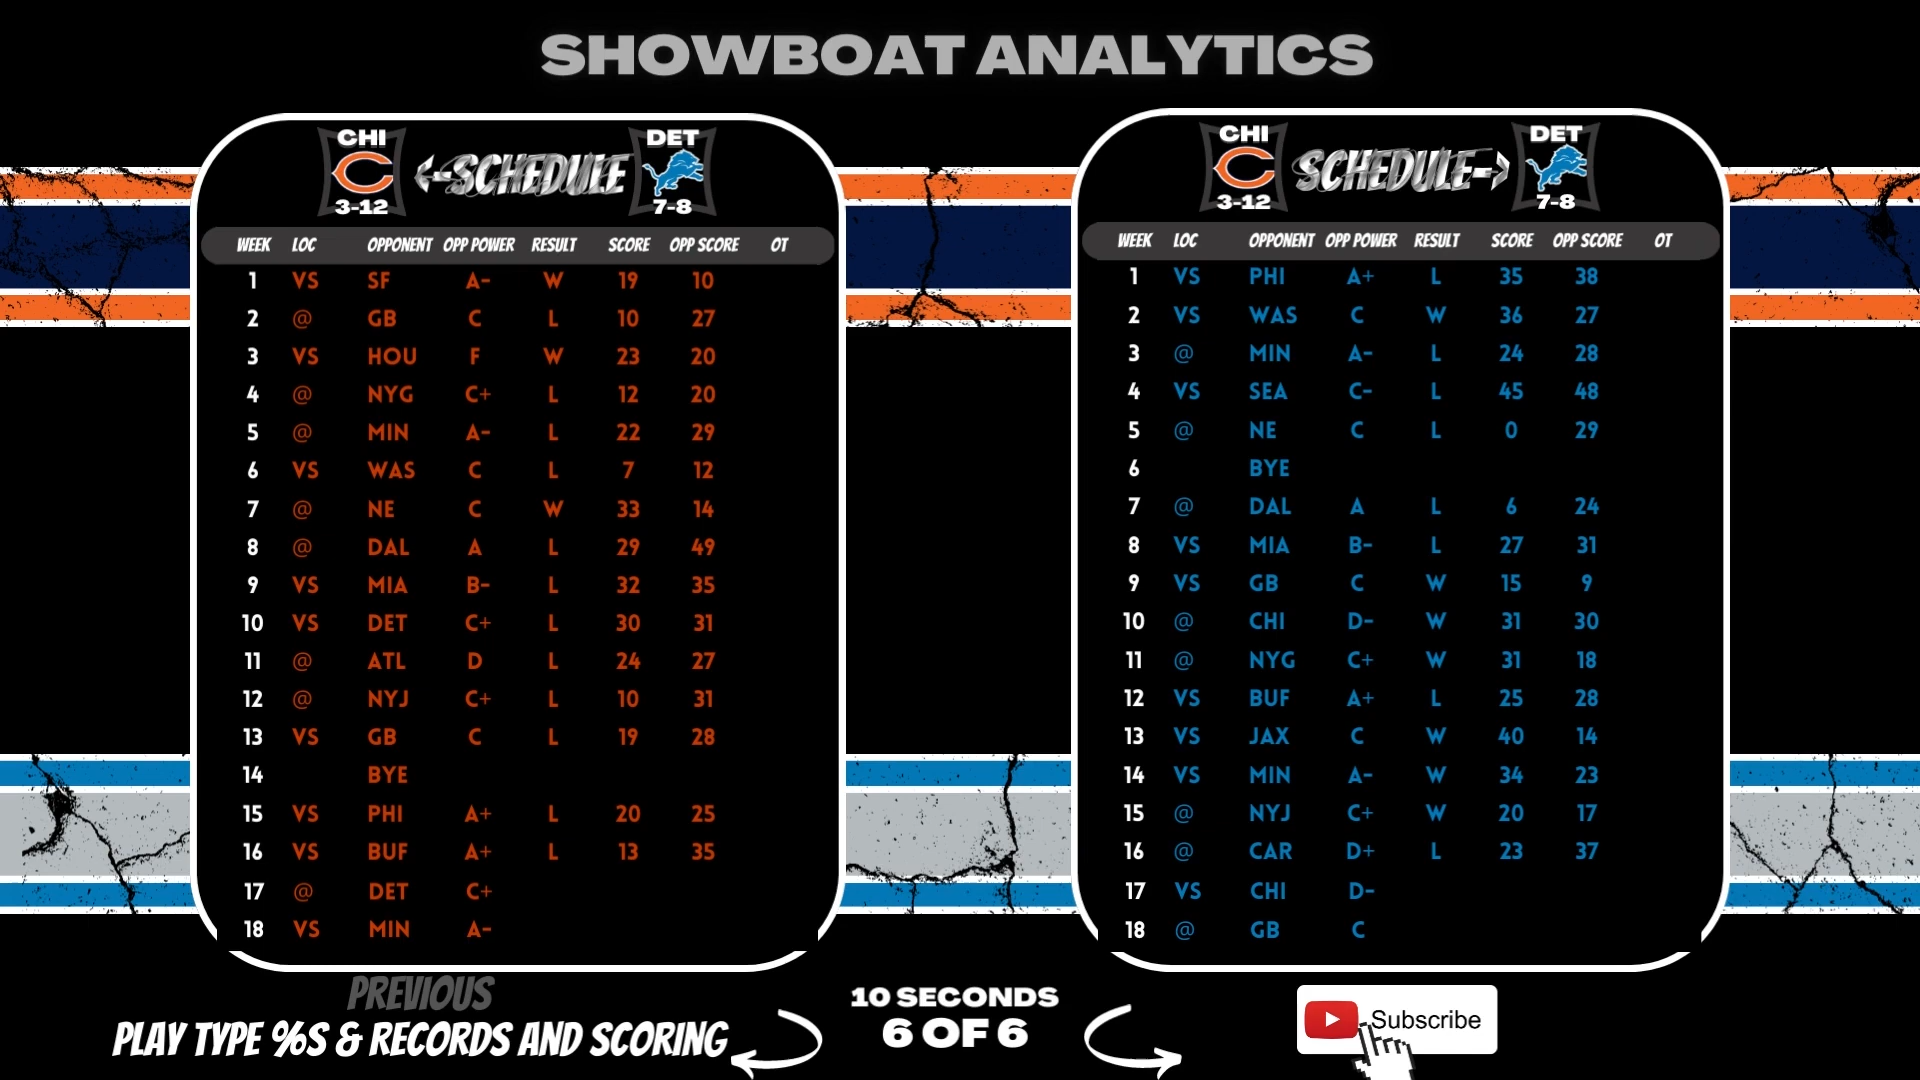 SHOWBOAT ANALYTICS
CHI
3-12
<-SCHEDULE
DET
7-8
WEEK LOC OPPONENT OPP POWER RESULT SCORE OPP SCORE OT
1 VS SF A- W 19 10
2 @ GB C L 10 27
3 VS HOU F W 23 20
4 @ NYG C+ L 12 20
5 @ MIN A- L 22 29
6 VS WAS C L 7 12
7 @ NE C W 33 14
8 @ DAL A L 29 49
9 VS MIA B- L 32 35
10 VS DET C+ L 30 31
11 @ ATL D L 24 27
12 @ NYJ C+ L 10 31
13 VS GB C L 19 28
14 BYE
15 VS PHI A+ L 20 25
16 VS BUF A+ L 13 35
17 @ DET C+
18 VS MIN A-
CHI
3-12
SCHEDULE->
DET
7-8
WEEK LOC OPPONENT OPP POWER RESULT SCORE OPP SCORE OT
1 VS PHI A+ L 35 38
2 VS WAS C W 36 27
3 @ MIN A- L 24 28
4 VS SEA C- L 45 48
5 @ NE C L 0 29
6 BYE
7 @ DAL A L 6 24
8 VS MIA B- L 27 31
9 VS GB C W 15 9
10 @ CHI D- W 31 30
11 @ NYG C+ W 31 18
12 VS BUF A+ L 25 28
13 VS JAX C W 40 14
14 VS MIN A- W 34 23
15 @ NYJ C+ W 20 17
16 @ CAR D+ L 23 37
17 VS CHI D-
18 @ GB C
PREVIOUS
PLAY TYPE %S & RECORDS AND SCORING
10 SECONDS
6 OF 6
Subscribe